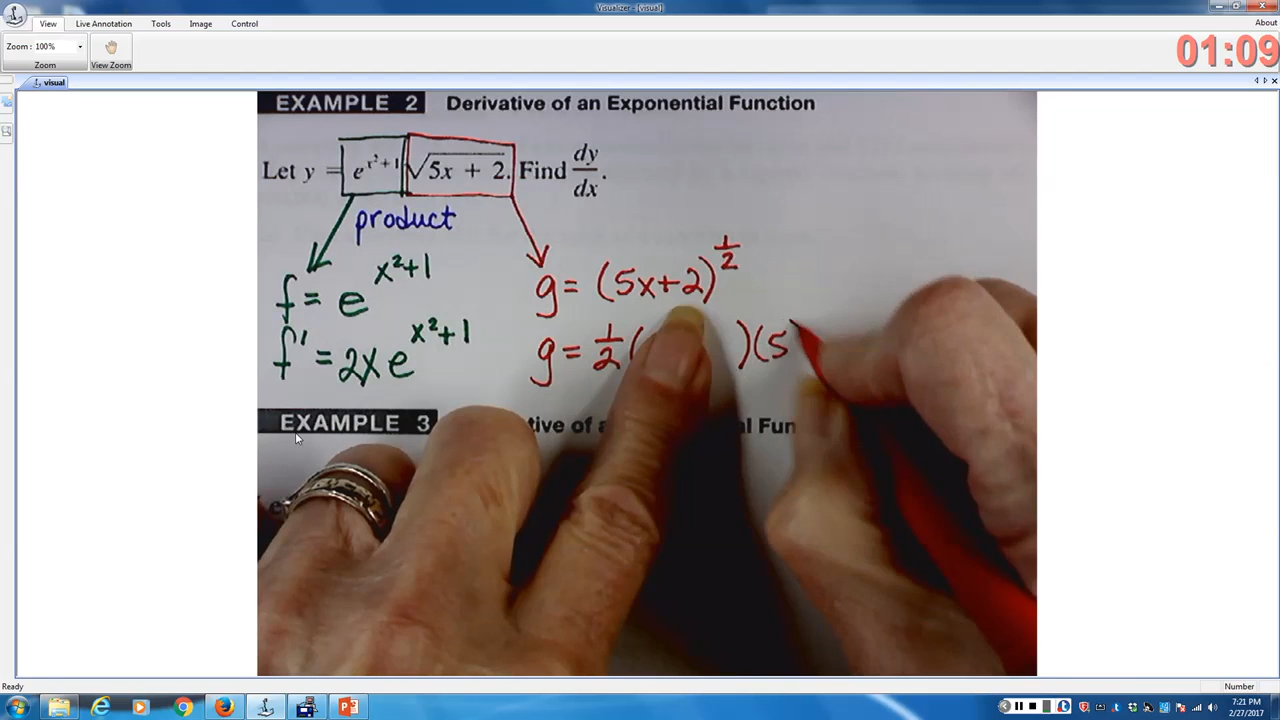 Visualizer - [visual]
View Live Annotation Tools Image Control About
Zoom : 100%
View Zoom
Zoom Zoom
01:09
visual
EXAMPLE 2 Derivative of an Exponential Function
Let y = e^{x²+1} √(5x + 2). Find dy/dx.
product
f = e^{x²+1} g = (5x+2)^{1/2}
f' = 2xe^{x²+1} g = 1/2( )(5
EXAMPLE 3 tive of a l Fun
Ready Number
7:21 PM
2/27/2017